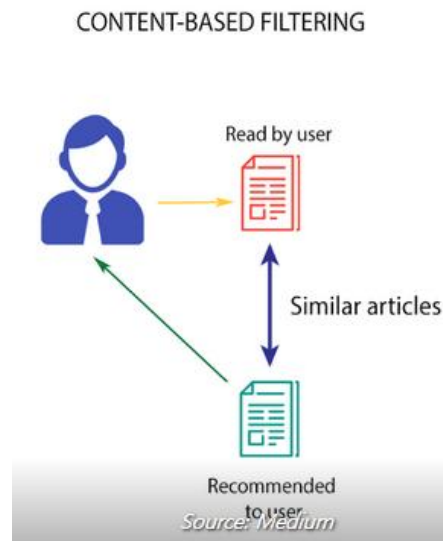 CONTENT-BASED FILTERING
Read by user
Similar articles
Recommended
to user
Source: Medium